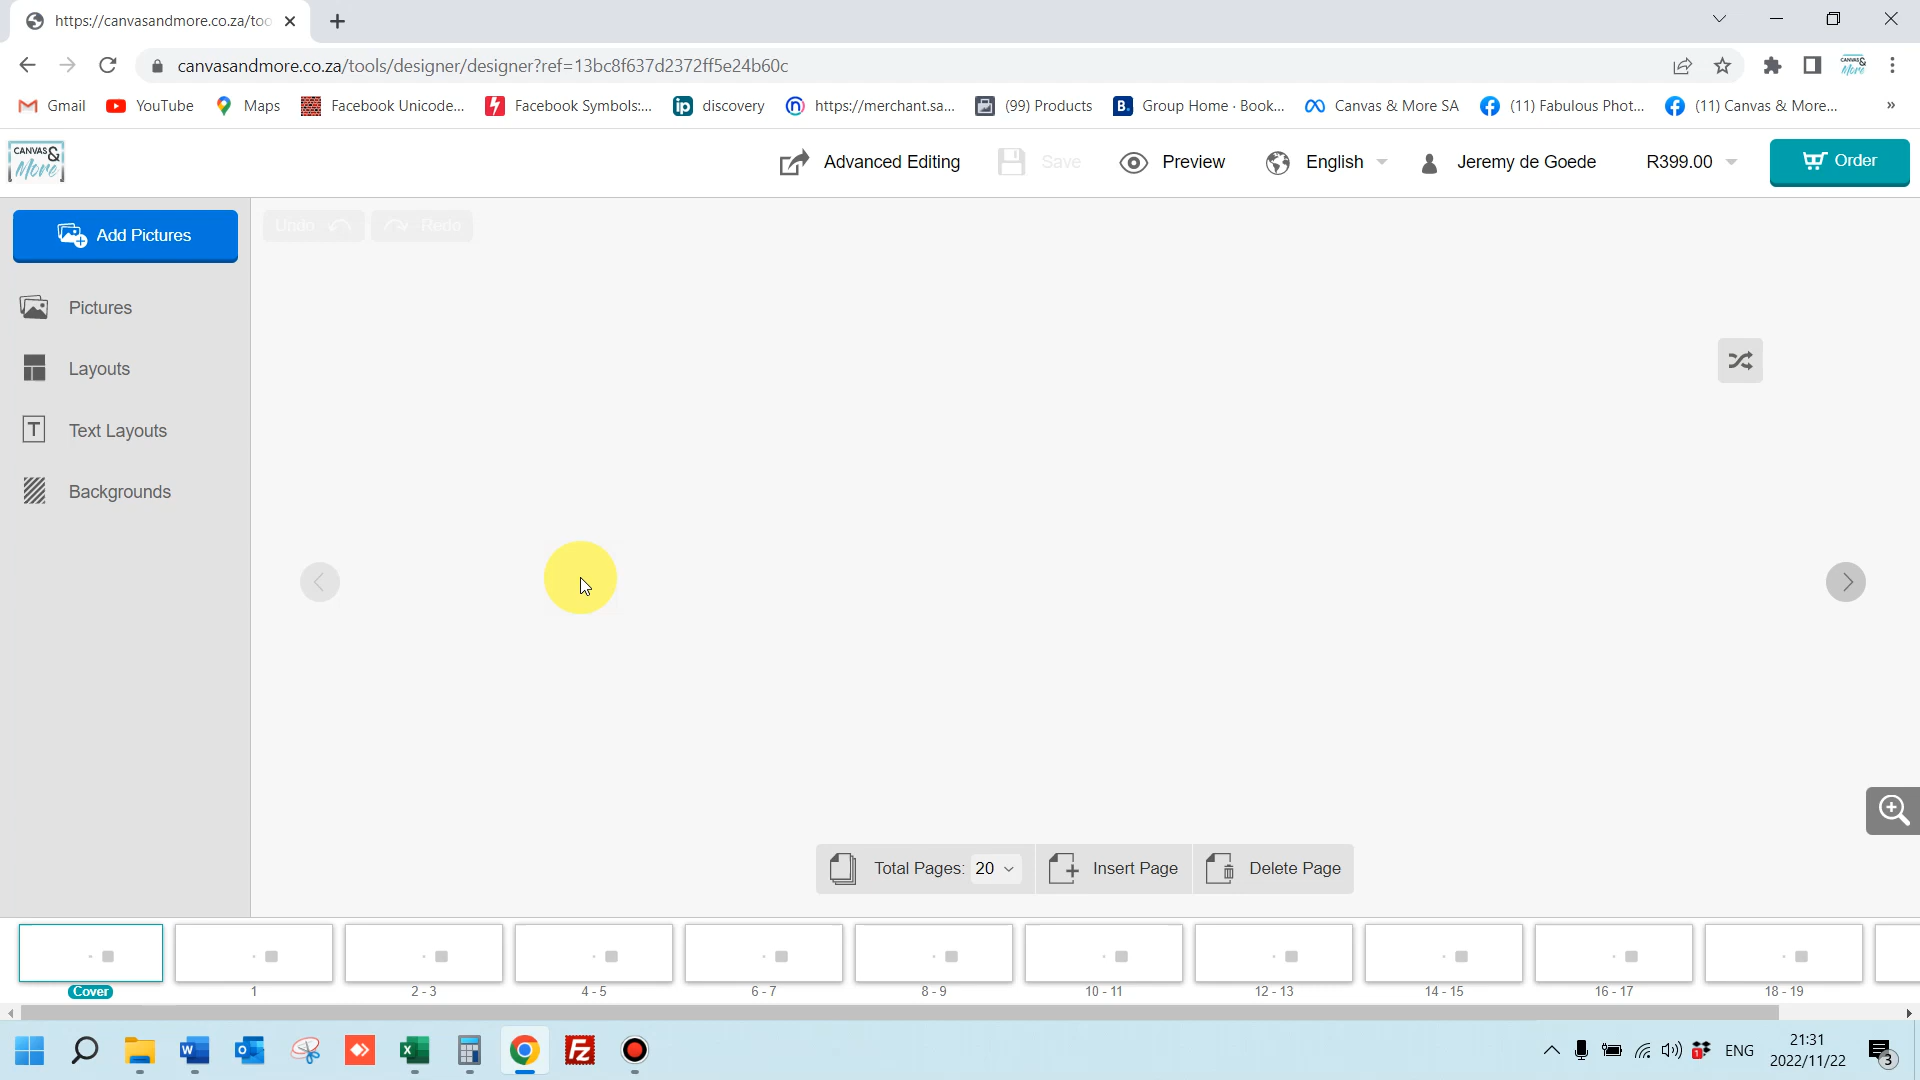 https://canvasandmore.co.za/too
canvasandmore.co.za/tools/designer/designer?ref=13bc8f637d2372ff5e24b60c
Gmail YouTube Maps Facebook Unicode... Facebook Symbols:... discovery https://merchant.sa... (99) Products Group Home · Book... Canvas & More SA (11) Fabulous Phot... (11) Canvas & More... »
CANVAS &
More
Advanced Editing Save Preview English Jeremy de Goede R399.00 Order
Add Pictures
Undo Redo
Pictures
Layouts
Text Layouts
Backgrounds
Total Pages: 20 Insert Page Delete Page
Cover 1 2 - 3 4 - 5 6 - 7 8 - 9 10 - 11 12 - 13 14 - 15 16 - 17 18 - 19
ENG 21:31
2022/11/22 3